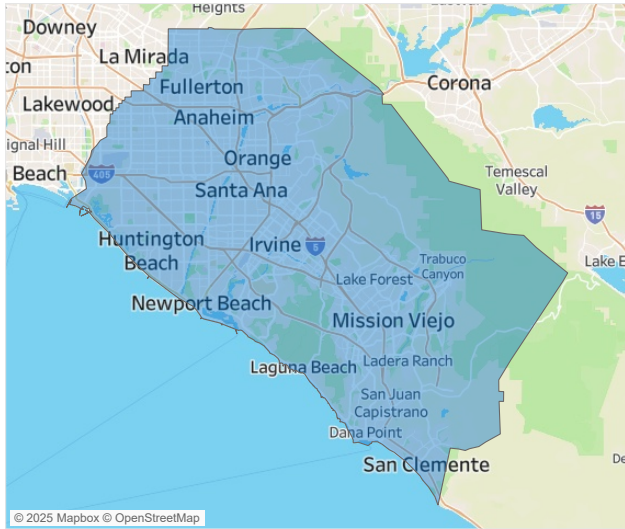 Heights
Downey
La Mirada
ton
Corona
Fullerton
Lakewood
Anaheim
ignal Hill
Orange
Beach
405
Temescal
Valley
Santa Ana
15
Huntington
Beach
Irvine
5
Trabuco
Canyon
Lake E
Lake Forest
Newport Beach
Mission Viejo
Laguna Beach
Ladera Ranch
San Juan
Capistrano
Dana Point
San Clemente
De
© 2025 Mapbox © OpenStreetMap